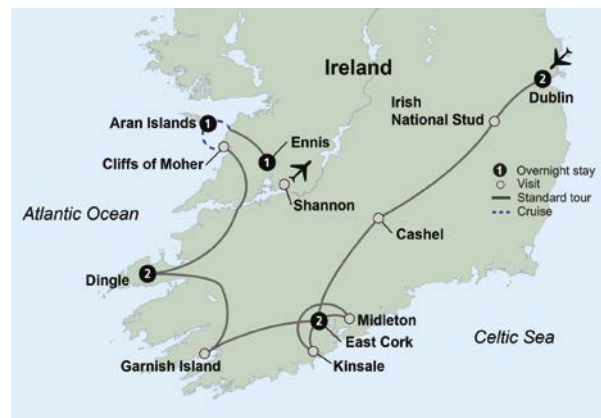 Ireland
2
Dublin
Irish
National Stud
Aran Islands
1
Ennis
1
Cliffs of Moher
Shannon
1 Overnight stay
Visit
Standard tour
Cruise
Atlantic Ocean
Cashel
Dingle
2
Midleton
2
East Cork
Celtic Sea
Garnish Island
Kinsale